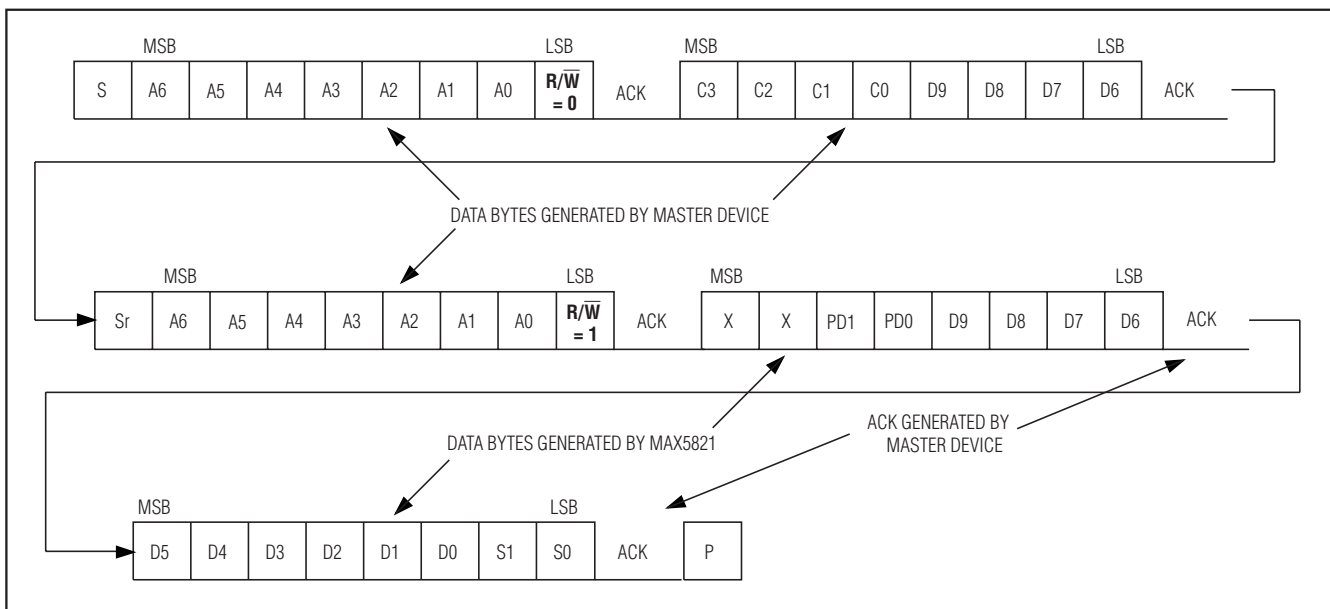 MSB LSB MSB LSB
S A6 A5 A4 A3 A2 A1 A0 R/W̅ = 0 ACK C3 C2 C1 C0 D9 D8 D7 D6 ACK
DATA BYTES GENERATED BY MASTER DEVICE
MSB LSB MSB LSB
Sr A6 A5 A4 A3 A2 A1 A0 R/W̅ = 1 ACK X X PD1 PD0 D9 D8 D7 D6 ACK
DATA BYTES GENERATED BY MAX5821
ACK GENERATED BY
MASTER DEVICE
MSB LSB
D5 D4 D3 D2 D1 D0 S1 S0 ACK P